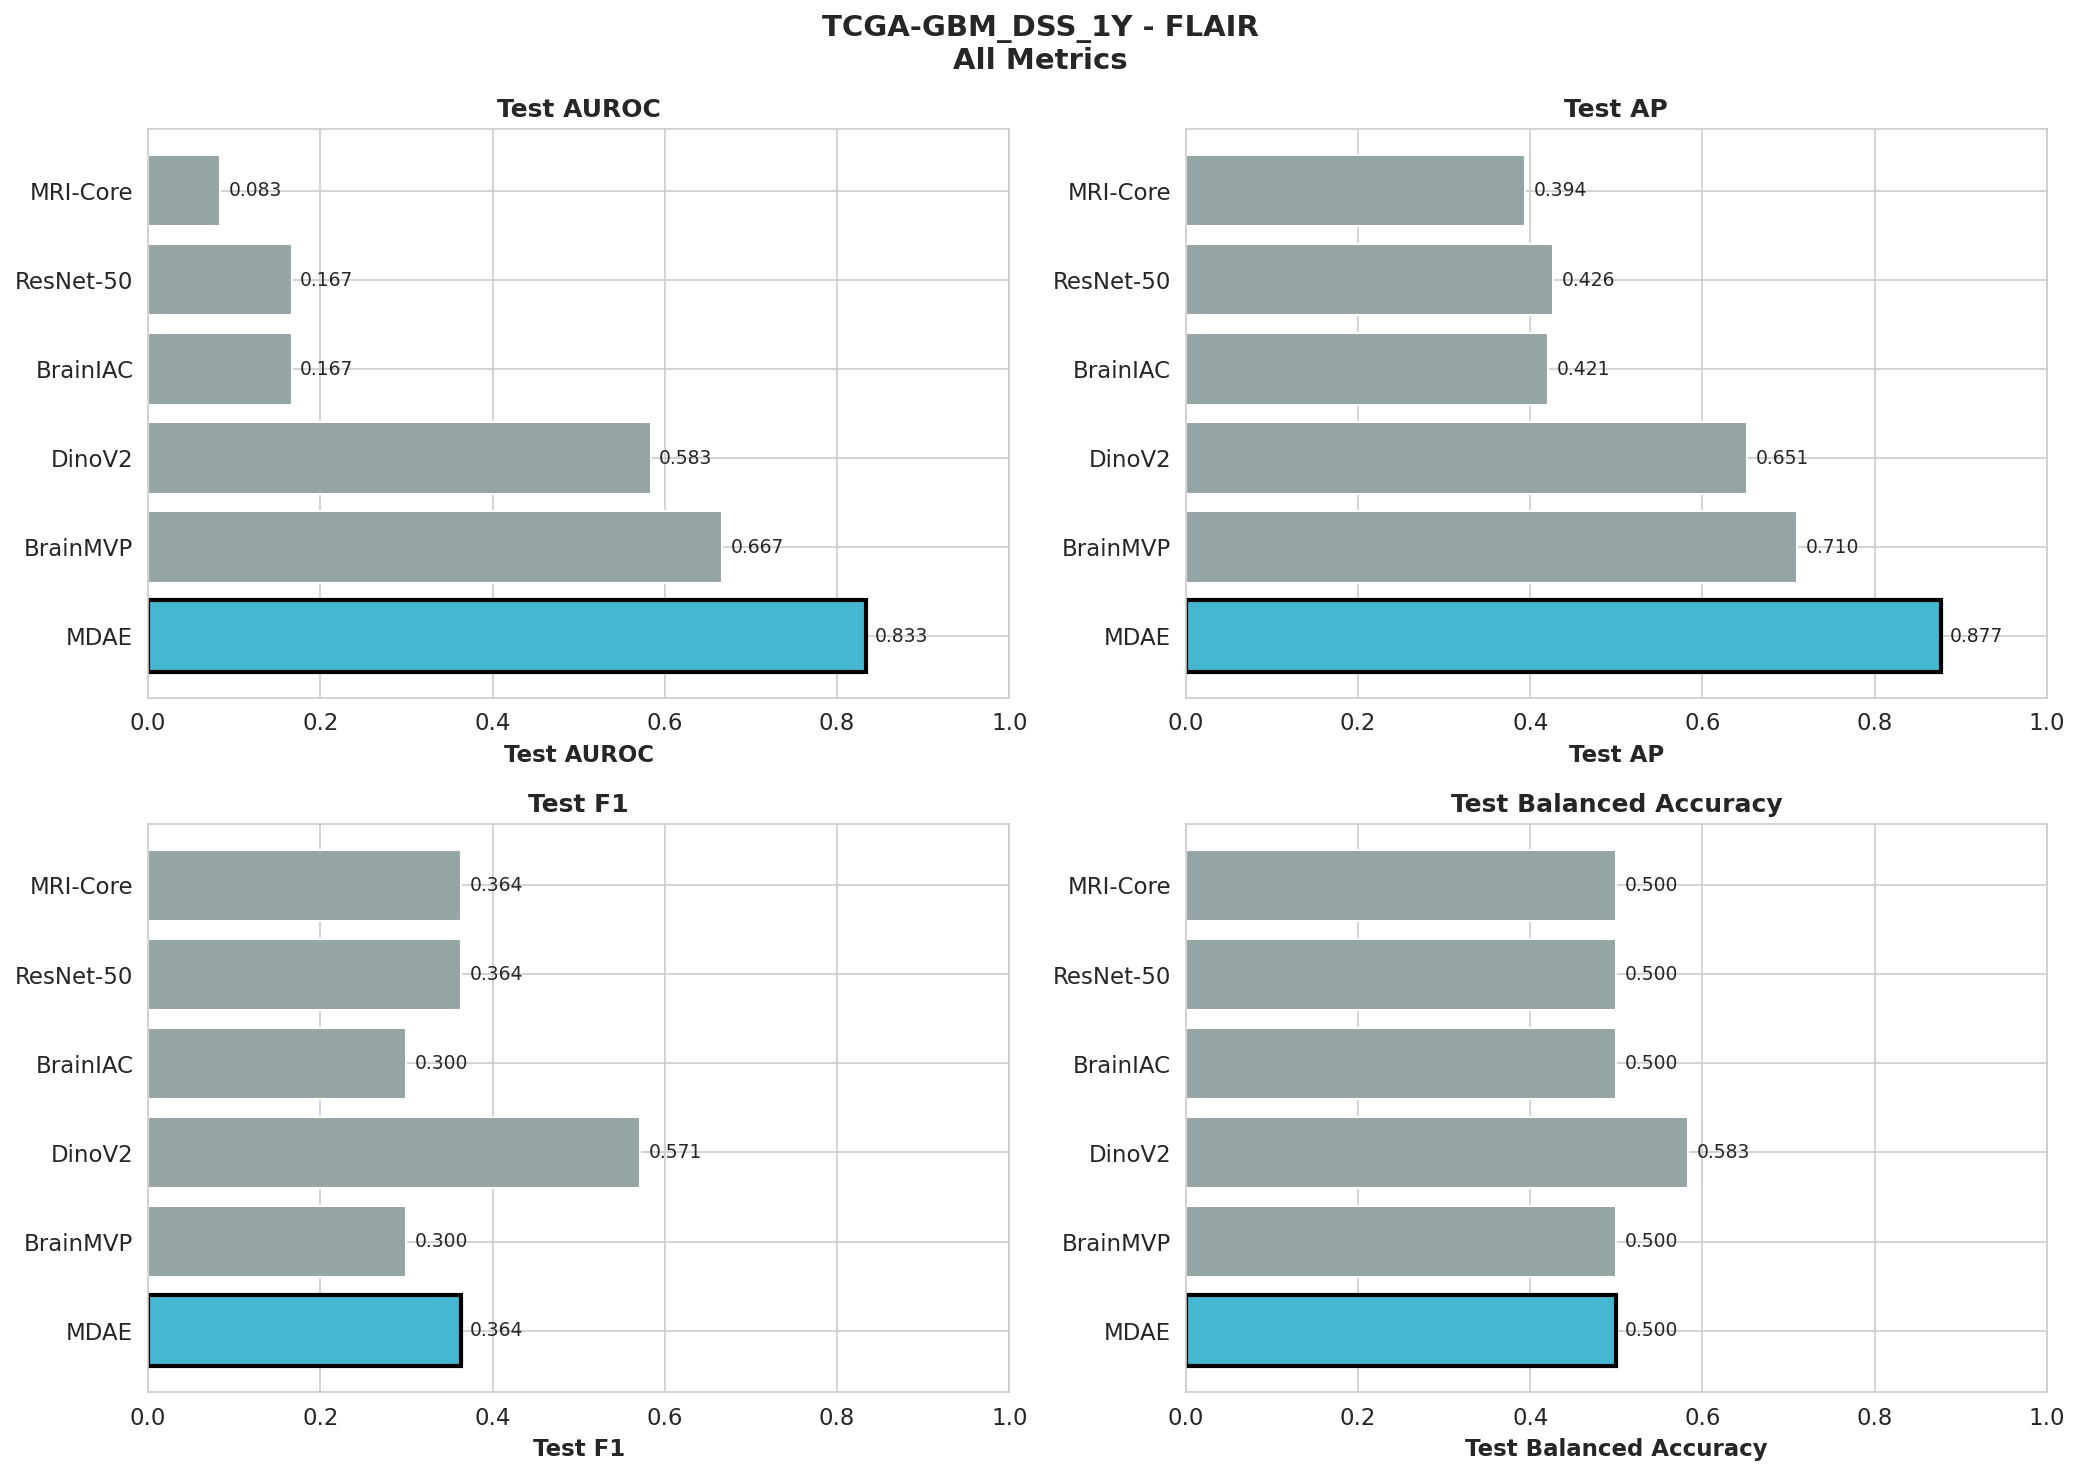 TCGA-GBM_DSS_1Y - FLAIR
All Metrics
Test AUROC
MRI-Core 0.083
ResNet-50 0.167
BrainIAC 0.167
DinoV2 0.583
BrainMVP 0.667
MDAE 0.833
0.0 0.2 0.4 0.6 0.8 1.0
Test AUROC
Test AP
MRI-Core 0.394
ResNet-50 0.426
BrainIAC 0.421
DinoV2 0.651
BrainMVP 0.710
MDAE 0.877
0.0 0.2 0.4 0.6 0.8 1.0
Test AP
Test F1
MRI-Core 0.364
ResNet-50 0.364
BrainIAC 0.300
DinoV2 0.571
BrainMVP 0.300
MDAE 0.364
0.0 0.2 0.4 0.6 0.8 1.0
Test F1
Test Balanced Accuracy
MRI-Core 0.500
ResNet-50 0.500
BrainIAC 0.500
DinoV2 0.583
BrainMVP 0.500
MDAE 0.500
0.0 0.2 0.4 0.6 0.8 1.0
Test Balanced Accuracy